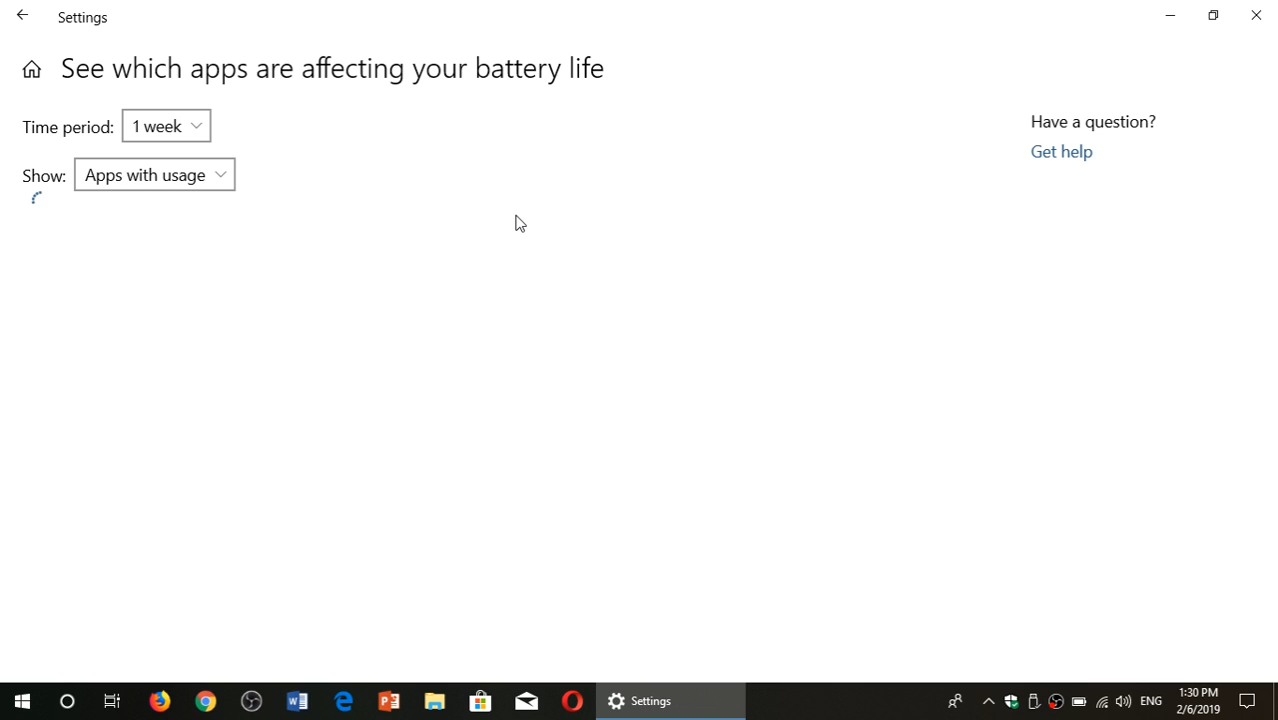 Settings
See which apps are affecting your battery life
Time period: 1 week
Show: Apps with usage
Have a question?
Get help
Settings
ENG
1:30 PM
2/6/2019